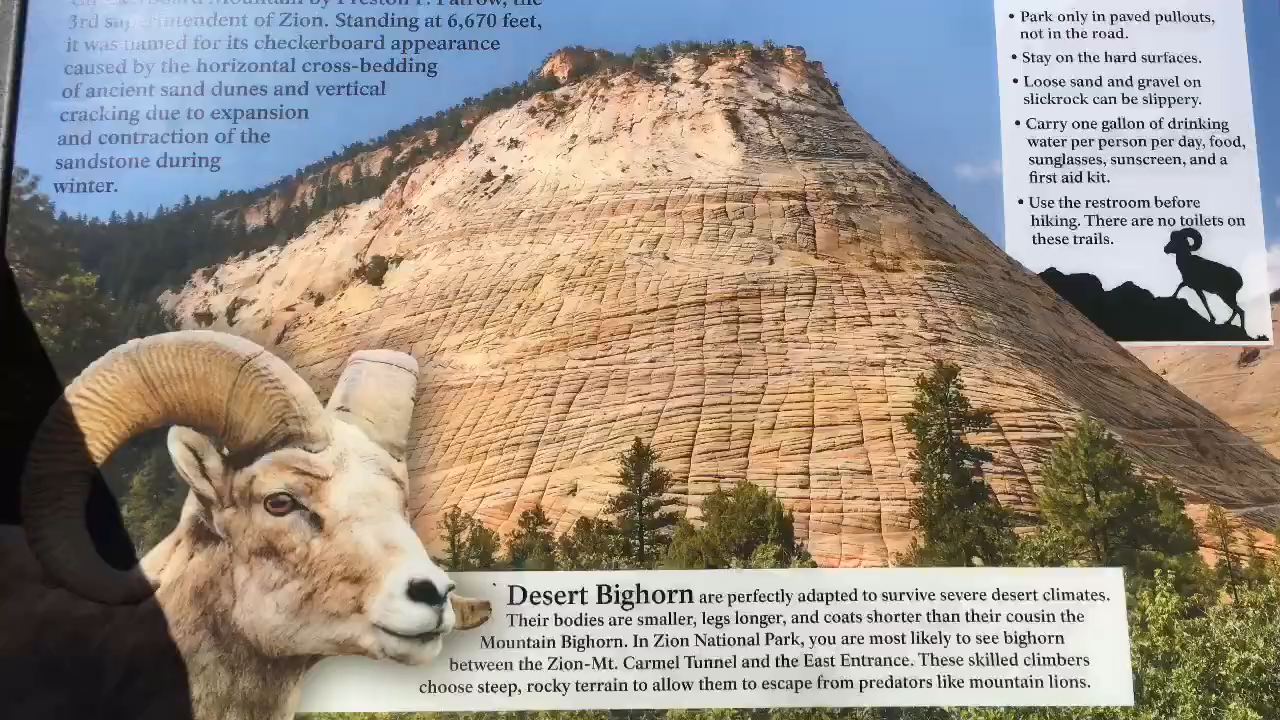 3rd superintendent of Zion. Standing at 6,670 feet,
it was named for its checkerboard appearance
caused by the horizontal cross-bedding
of ancient sand dunes and vertical
cracking due to expansion
and contraction of the
sandstone during
winter.
• Park only in paved pullouts,
not in the road.
• Stay on the hard surfaces.
• Loose sand and gravel on
slickrock can be slippery.
• Carry one gallon of drinking
water per person per day, food,
sunglasses, sunscreen, and a
first aid kit.
• Use the restroom before
hiking. There are no toilets on
these trails.
Desert Bighorn are perfectly adapted to survive severe desert climates.
Their bodies are smaller, legs longer, and coats shorter than their cousin the
Mountain Bighorn. In Zion National Park, you are most likely to see bighorn
between the Zion-Mt. Carmel Tunnel and the East Entrance. These skilled climbers
choose steep, rocky terrain to allow them to escape from predators like mountain lions.